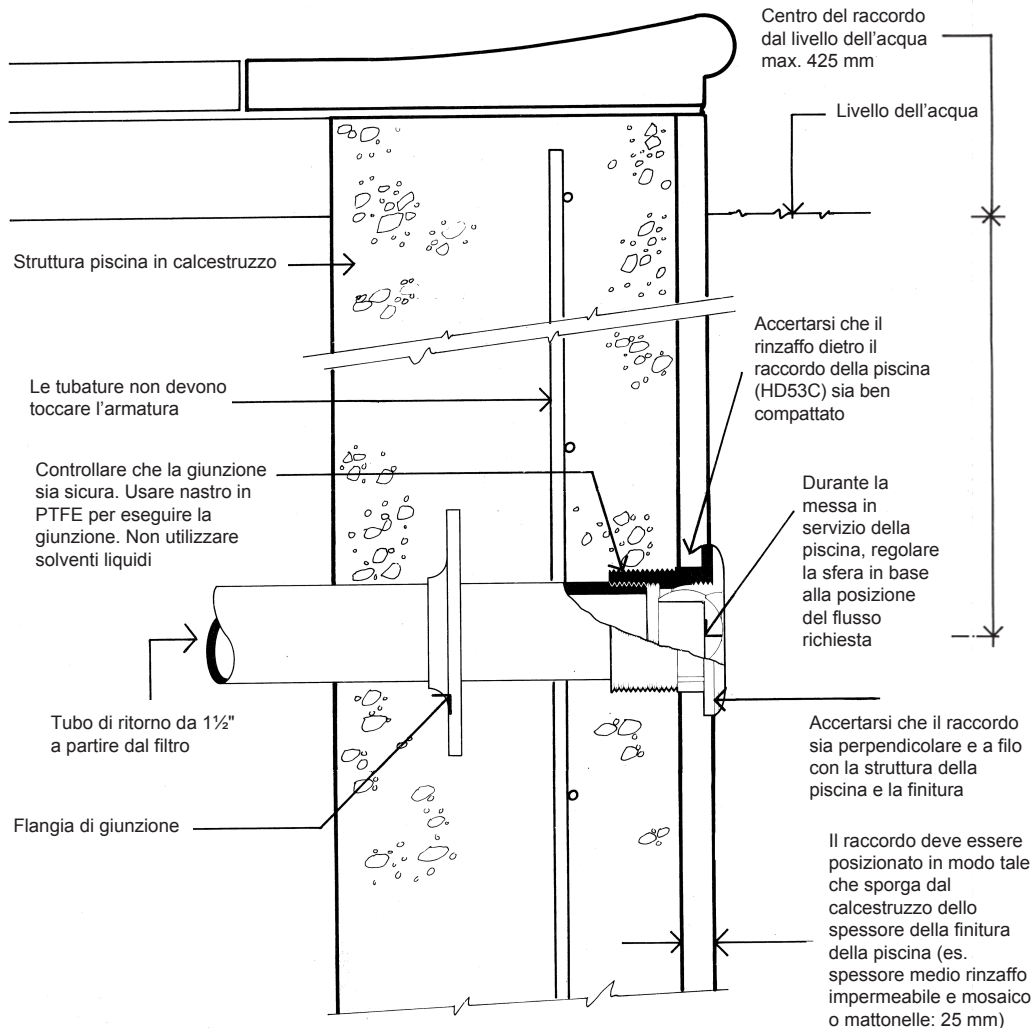 Centro del raccordo
dal livello dell'acqua
max. 425 mm
Livello dell'acqua
Struttura piscina in calcestruzzo
Accertarsi che il
rinzaffo dietro il
raccordo della piscina
(HD53C) sia ben
compattato
Le tubature non devono
toccare l'armatura
Controllare che la giunzione
sia sicura. Usare nastro in
PTFE per eseguire la
giunzione. Non utilizzare
solventi liquidi
Durante la
messa in
servizio della
piscina, regolare
la sfera in base
alla posizione
del flusso
richiesta
Tubo di ritorno da 1½"
a partire dal filtro
Accertarsi che il raccordo
sia perpendicolare e a filo
con la struttura della
piscina e la finitura
Flangia di giunzione
Il raccordo deve essere
posizionato in modo tale
che sporga dal
calcestruzzo dello
spessore della finitura
della piscina (es.
spessore medio rinzaffo
impermeabile e mosaico
o mattonelle: 25 mm)